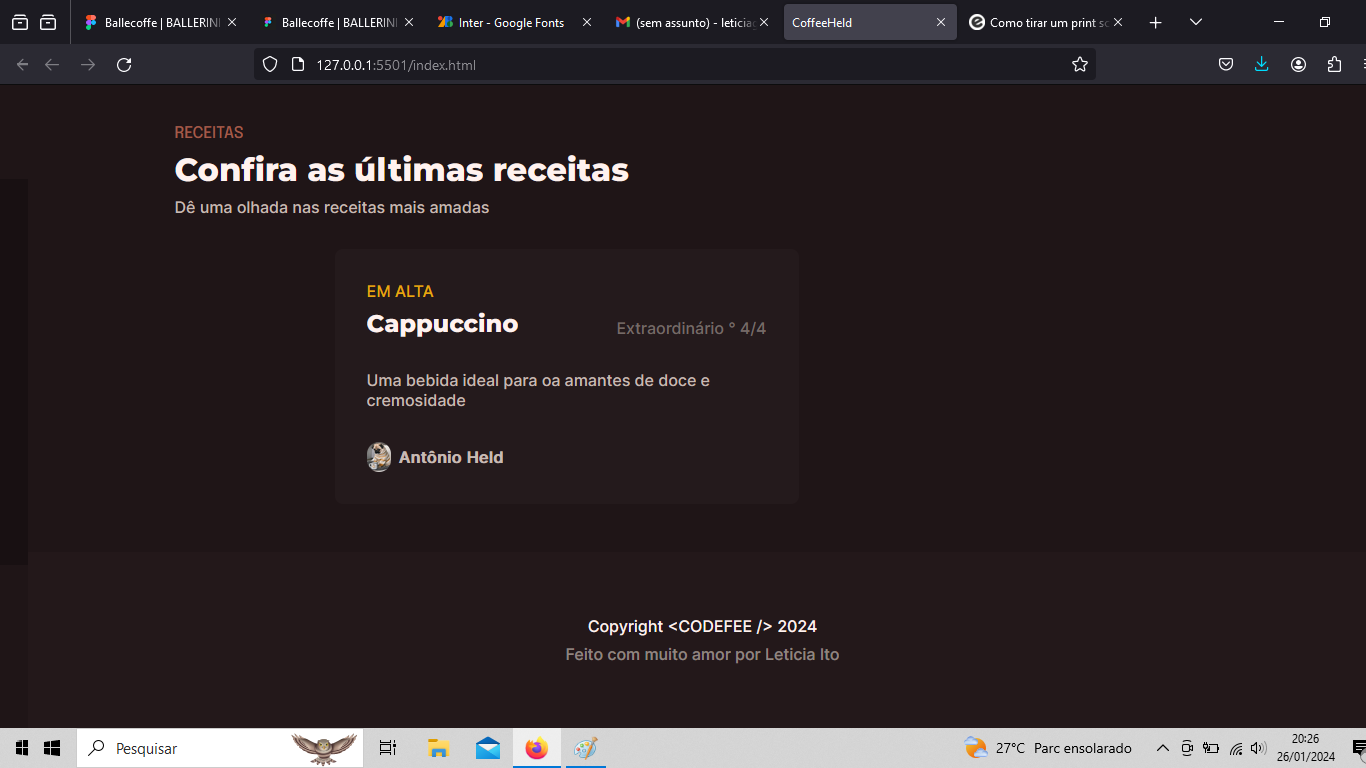 Ballecoffe | BALLERINI
Ballecoffe | BALLERINI
Inter - Google Fonts
(sem assunto) - leticia
CoffeeHeld
Como tirar um print sc
127.0.0.1:5501/index.html
RECEITAS
Confira as últimas receitas
Dê uma olhada nas receitas mais amadas
EM ALTA
Cappuccino
Extraordinário ° 4/4
Uma bebida ideal para oa amantes de doce e
cremosidade
Antônio Held
Copyright <CODEFEE /> 2024
Feito com muito amor por Leticia Ito
Pesquisar
27°C Parc ensolarado
20:26
26/01/2024